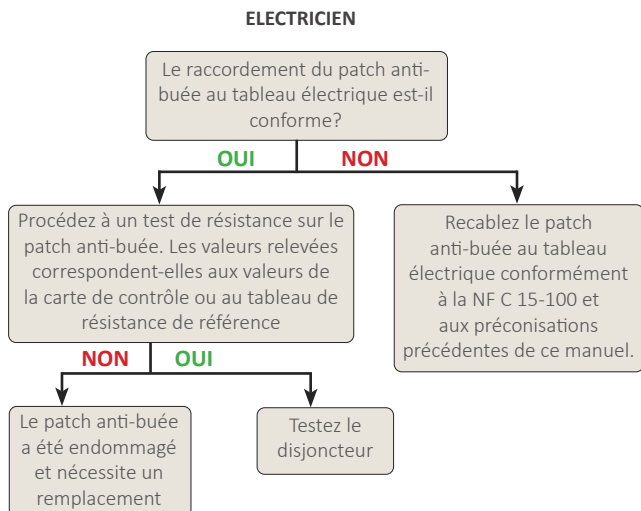 ELECTRICIEN
Le raccordement du patch anti-
buée au tableau électrique est-il
conforme?
OUI
NON
Procédez à un test de résistance sur le
patch anti-buée. Les valeurs relevées
correspondent-elles aux valeurs de
la carte de contrôle ou au tableau de
résistance de référence
Recablez le patch
anti-buée au tableau
électrique conformément
à la NF C 15-100 et
aux préconisations
précédentes de ce manuel.
NON
OUI
Le patch anti-buée
a été endommagé
et nécessite un
remplacement
Testez le
disjoncteur